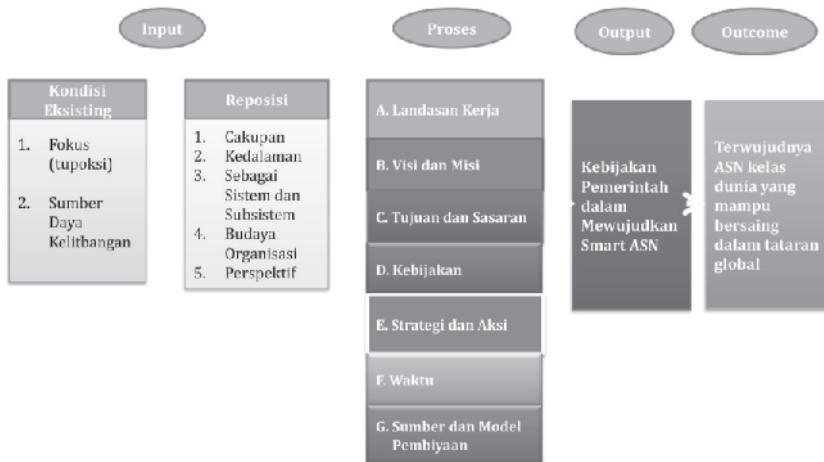 Input
Proses
Output
Outcome
Kondisi
Eksisting
1. Fokus
(tupoksi)
2. Sumber
Daya
Kelitbangan
Reposisi
1. Cakupan
2. Kedalaman
3. Sebagai
Sistem dan
Subsistem
4. Budaya
Organisasi
5. Perspektif
A. Landasan Kerja
B. Visi dan Misi
C. Tujuan dan Sasaran
D. Kebijakan
E. Strategi dan Aksi
F. Waktu
G. Sumber dan Model
Pembiyaan
Kebijakan
Pemerintah
dalam
Mewujudkan
Smart ASN
Terwujudnya
ASN kelas
dunia yang
mampu
bersaing
dalam tataran
global